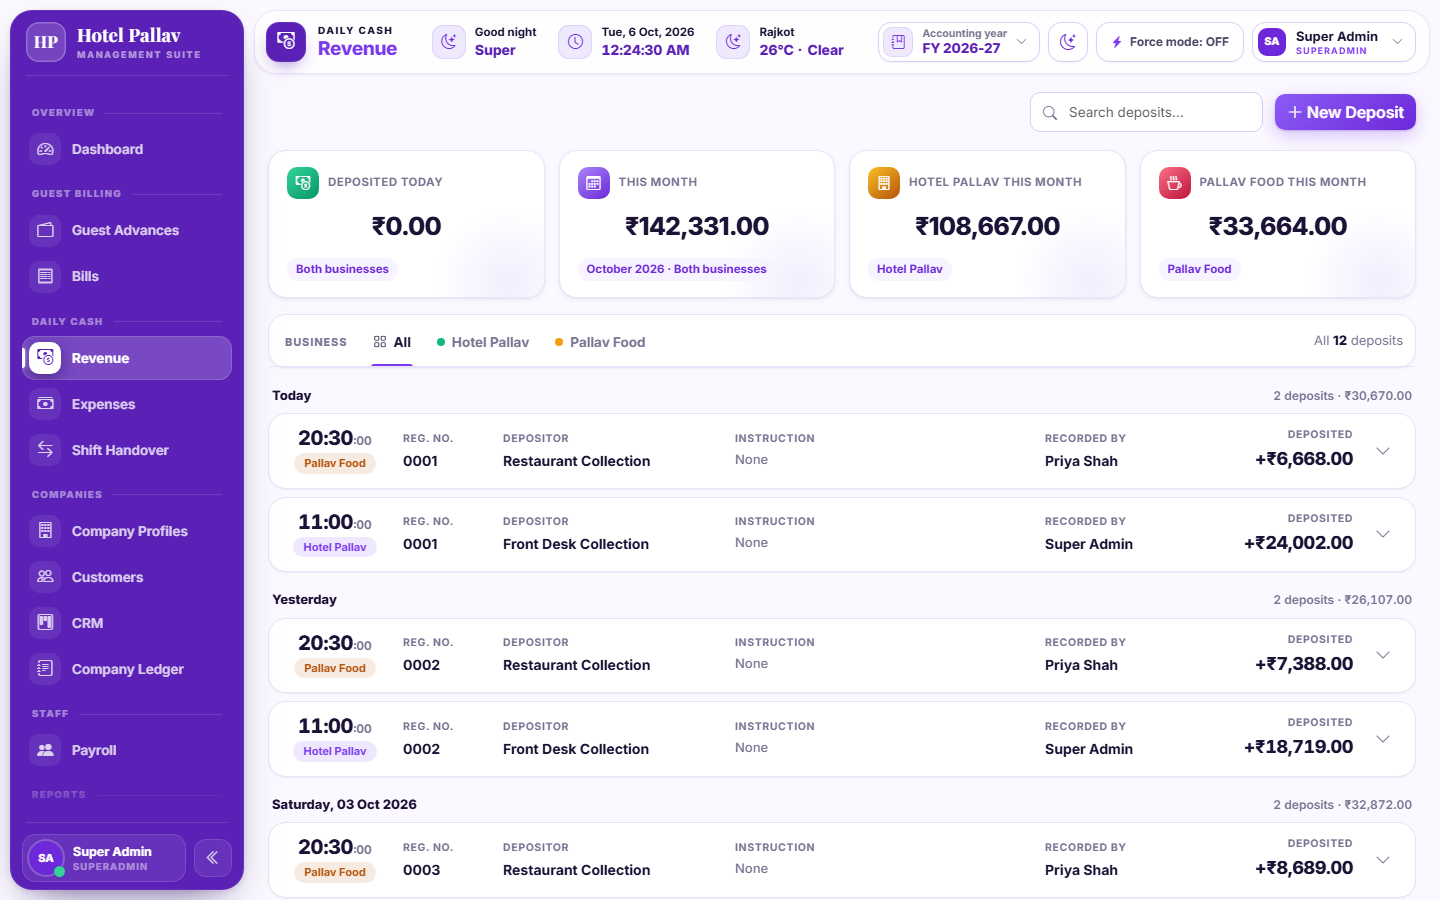 HP
Hotel Pallav
MANAGEMENT SUITE
OVERVIEW
Dashboard
GUEST BILLING
Guest Advances
Bills
DAILY CASH
Revenue
Expenses
Shift Handover
COMPANIES
Company Profiles
Customers
CRM
Company Ledger
STAFF
Payroll
REPORTS
SA
Super Admin
SUPERADMIN
DAILY CASH
Revenue
Good night
Super
Tue, 6 Oct, 2026
12:24:30 AM
Rajkot
26°C · Clear
Accounting year
FY 2026-27
Force mode: OFF
SA
Super Admin
SUPERADMIN
Search deposits...
New Deposit
DEPOSITED TODAY
₹0.00
Both businesses
THIS MONTH
₹142,331.00
October 2026 · Both businesses
HOTEL PALLAV THIS MONTH
₹108,667.00
Hotel Pallav
PALLAV FOOD THIS MONTH
₹33,664.00
Pallav Food
BUSINESS All Hotel Pallav Pallav Food All 12 deposits
Today 2 deposits · ₹30,670.00
20:30:00 REG. NO. DEPOSITOR INSTRUCTION RECORDED BY DEPOSITED
Pallav Food 0001 Restaurant Collection None Priya Shah +₹6,668.00
11:00:00 REG. NO. DEPOSITOR INSTRUCTION RECORDED BY DEPOSITED
Hotel Pallav 0001 Front Desk Collection None Super Admin +₹24,002.00
Yesterday 2 deposits · ₹26,107.00
20:30:00 REG. NO. DEPOSITOR INSTRUCTION RECORDED BY DEPOSITED
Pallav Food 0002 Restaurant Collection None Priya Shah +₹7,388.00
11:00:00 REG. NO. DEPOSITOR INSTRUCTION RECORDED BY DEPOSITED
Hotel Pallav 0002 Front Desk Collection None Super Admin +₹18,719.00
Saturday, 03 Oct 2026 2 deposits · ₹32,872.00
20:30:00 REG. NO. DEPOSITOR INSTRUCTION RECORDED BY DEPOSITED
Pallav Food 0003 Restaurant Collection None Priya Shah +₹8,689.00